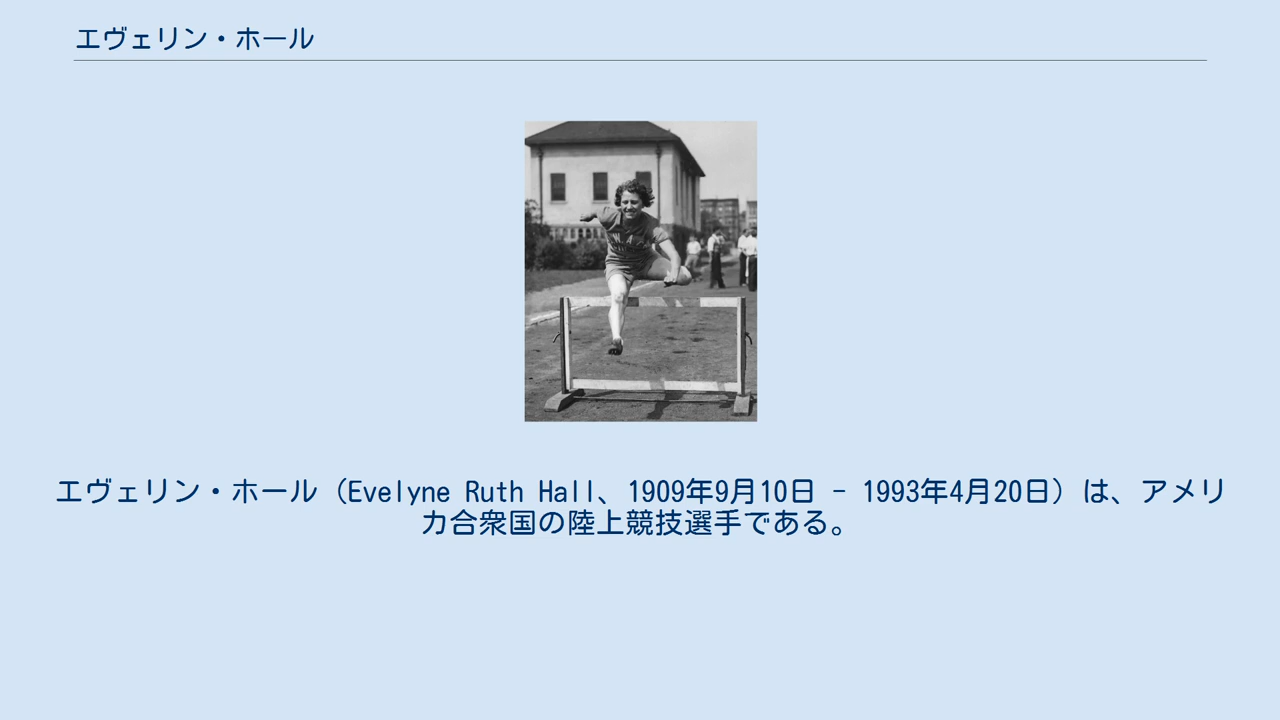 エヴェリン・ホール
エヴェリン・ホール（Evelyne Ruth Hall、1909年9月10日 - 1993年4月20日）は、アメリ
カ合衆国の陸上競技選手である。